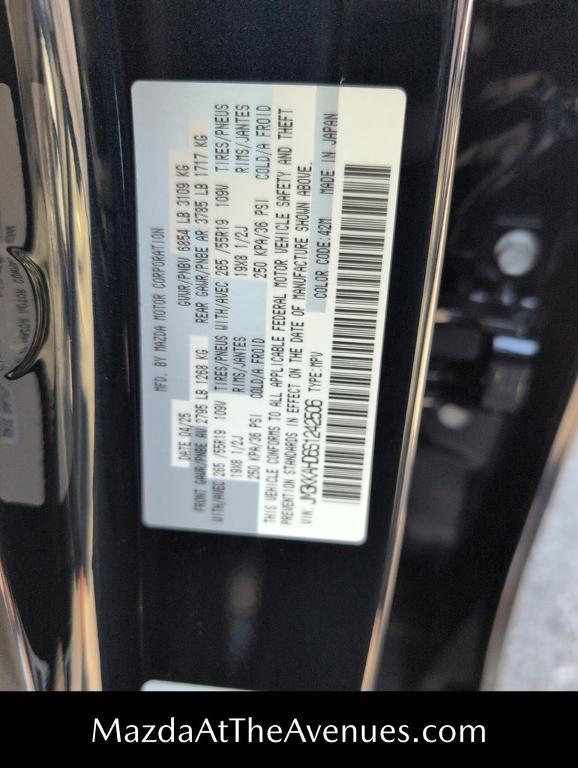 MFD. BY MAZDA MOTOR CORPORATION
DATE 04/25 GVWR/PNBV 6854 LB 3109 KG
FRONT GAWR/PNBE AV 2795 LB 1268 KG REAR GAWR/PNBE AR 3785 LB 1717 KG
WITH/AVEC 265 /55R19 109V TIRES/PNEUS WITH/AVEC 265 /55R19 109V TIRES/PNEUS
19X8 1/2J RIMS/JANTES 19X8 1/2J RIMS/JANTES
250 KPA/36 PSI COLD/A FROID 250 KPA/36 PSI COLD/A FROID
THIS VEHICLE CONFORMS TO ALL APPLICABLE FEDERAL MOTOR VEHICLE SAFETY AND THEFT
PREVENTION STANDARDS IN EFFECT ON THE DATE OF MANUFACTURE SHOWN ABOVE.
VIN: JM3KKAHD6S1242506 TYPE:MPV COLOR CODE:42M MADE IN JAPAN
MazdaAtTheAvenues.com